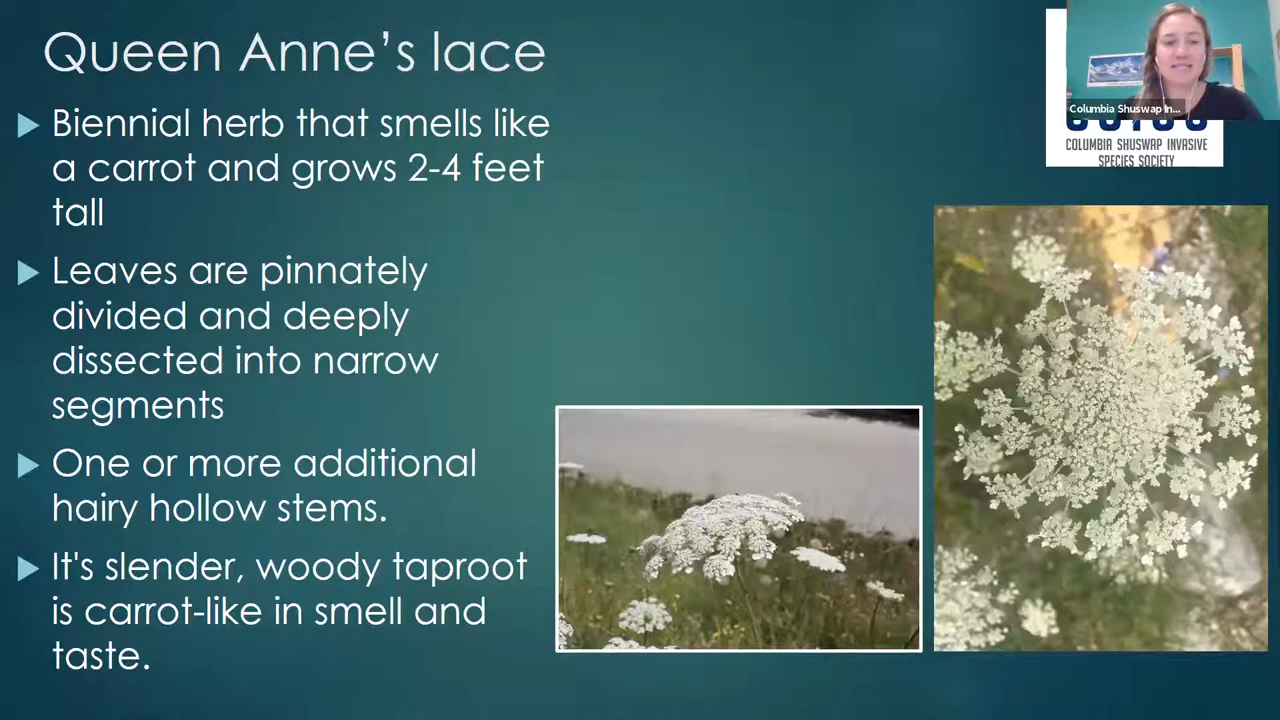 Queen Anne’s lace
Biennial herb that smells like
a carrot and grows 2-4 feet
tall
Leaves are pinnately
divided and deeply
dissected into narrow
segments
One or more additional
hairy hollow stems.
It's slender, woody taproot
is carrot-like in smell and
taste.
Columbia Shuswap In...
COLUMBIA SHUSWAP INVASIVE
SPECIES SOCIETY